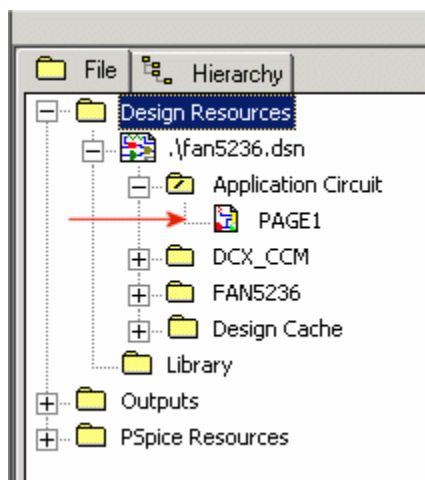 File Hierarchy
Design Resources
.\fan5236.dsn
Application Circuit
PAGE1
DCX_CCM
FAN5236
Design Cache
Library
Outputs
PSpice Resources